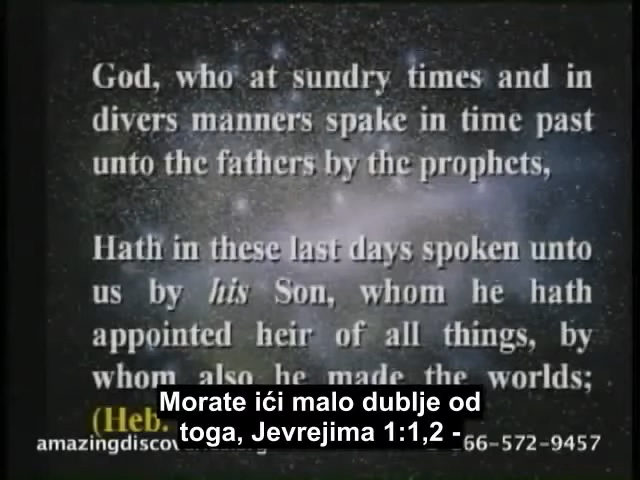 God, who at sundry times and in
divers manners spake in time past
unto the fathers by the prophets,
Hath in these last days spoken unto
us by his Son, whom he hath
appointed heir of all things, by
whom also he made the worlds;
(Heb.
Morate ići malo dublje od
toga, Jevrejima 1:1,2 -
66-572-9457